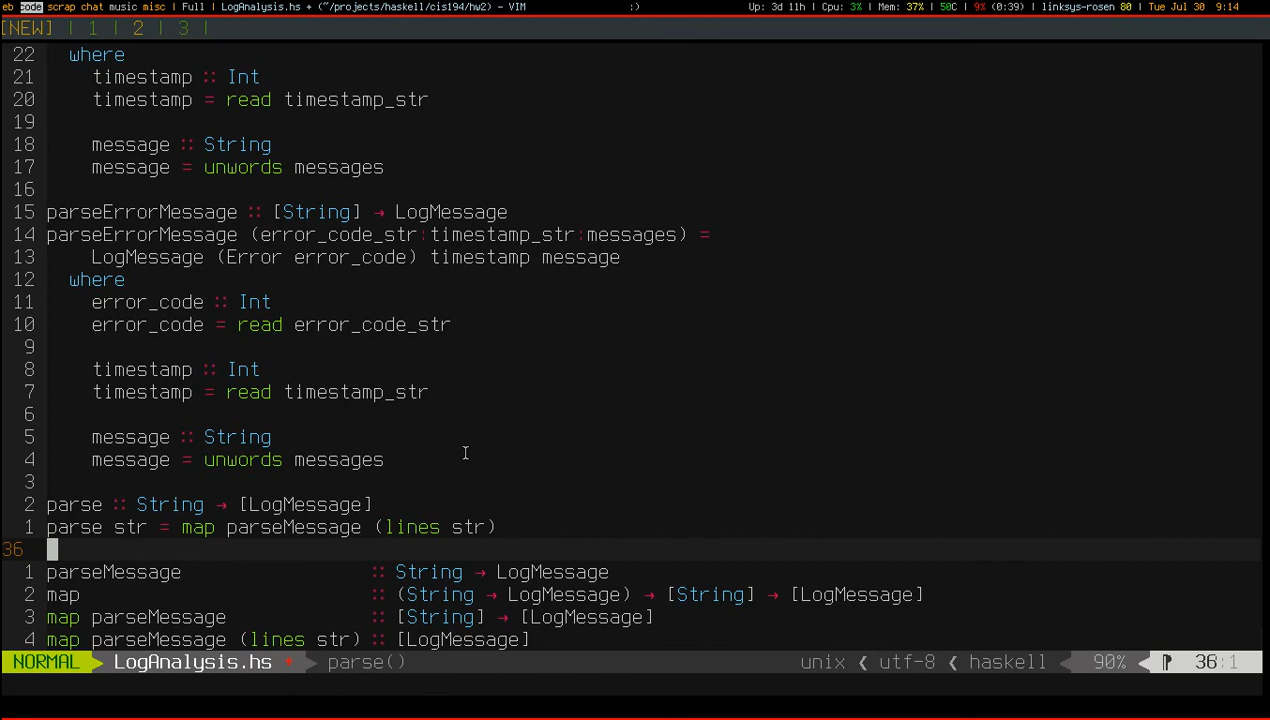 eb code scrap chat music misc | Full | LogAnalysis.hs + (~/projects/haskell/cis194/hw2) - VIM :) Up: 3d 11h | Cpu: 3% | Mem: 37% | 50C | 9% (0:39) | linksys-rosen 80 | Tue Jul 30 9:14
[NEW] | 1 | 2 | 3 |
22 where
21 timestamp :: Int
20 timestamp = read timestamp_str
19
18 message :: String
17 message = unwords messages
16
15 parseErrorMessage :: [String] → LogMessage
14 parseErrorMessage (error_code_str:timestamp_str:messages) =
13 LogMessage (Error error_code) timestamp message
12 where
11 error_code :: Int
10 error_code = read error_code_str
9
8 timestamp :: Int
7 timestamp = read timestamp_str
6
5 message :: String
4 message = unwords messages
3
2 parse :: String → [LogMessage]
1 parse str = map parseMessage (lines str)
36
1 parseMessage :: String → LogMessage
2 map :: (String → LogMessage) → [String] → [LogMessage]
3 map parseMessage :: [String] → [LogMessage]
4 map parseMessage (lines str) :: [LogMessage]
NORMAL LogAnalysis.hs * parse() unix utf-8 haskell 90% 36:1